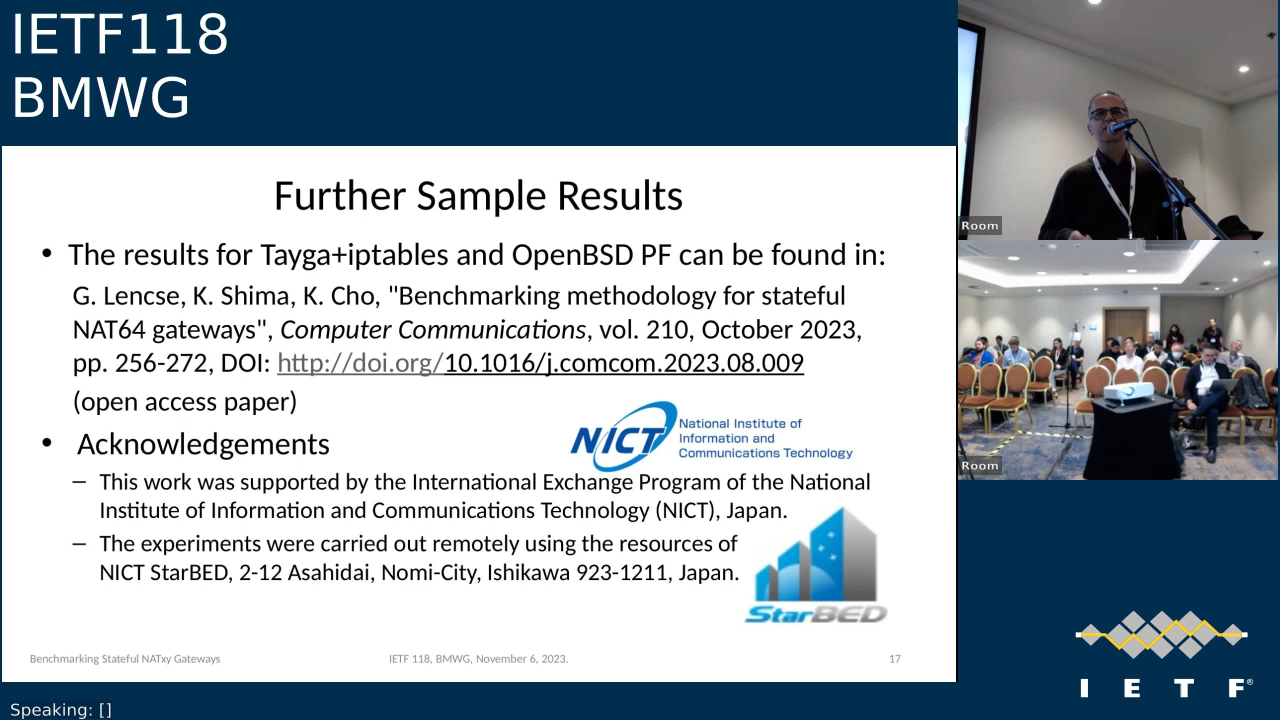 IETF118
BMWG
Further Sample Results
• The results for Tayga+iptables and OpenBSD PF can be found in:
G. Lencse, K. Shima, K. Cho, "Benchmarking methodology for stateful
NAT64 gateways", Computer Communications, vol. 210, October 2023,
pp. 256-272, DOI: http://doi.org/10.1016/j.comcom.2023.08.009
(open access paper)
• Acknowledgements
NICT National Institute of
Information and
Communications Technology
– This work was supported by the International Exchange Program of the National
Institute of Information and Communications Technology (NICT), Japan.
– The experiments were carried out remotely using the resources of
NICT StarBED, 2-12 Asahidai, Nomi-City, Ishikawa 923-1211, Japan.
StarBED
Benchmarking Stateful NATxy Gateways
IETF 118, BMWG, November 6, 2023.
17
Room
Room
I E T F®
Speaking: []